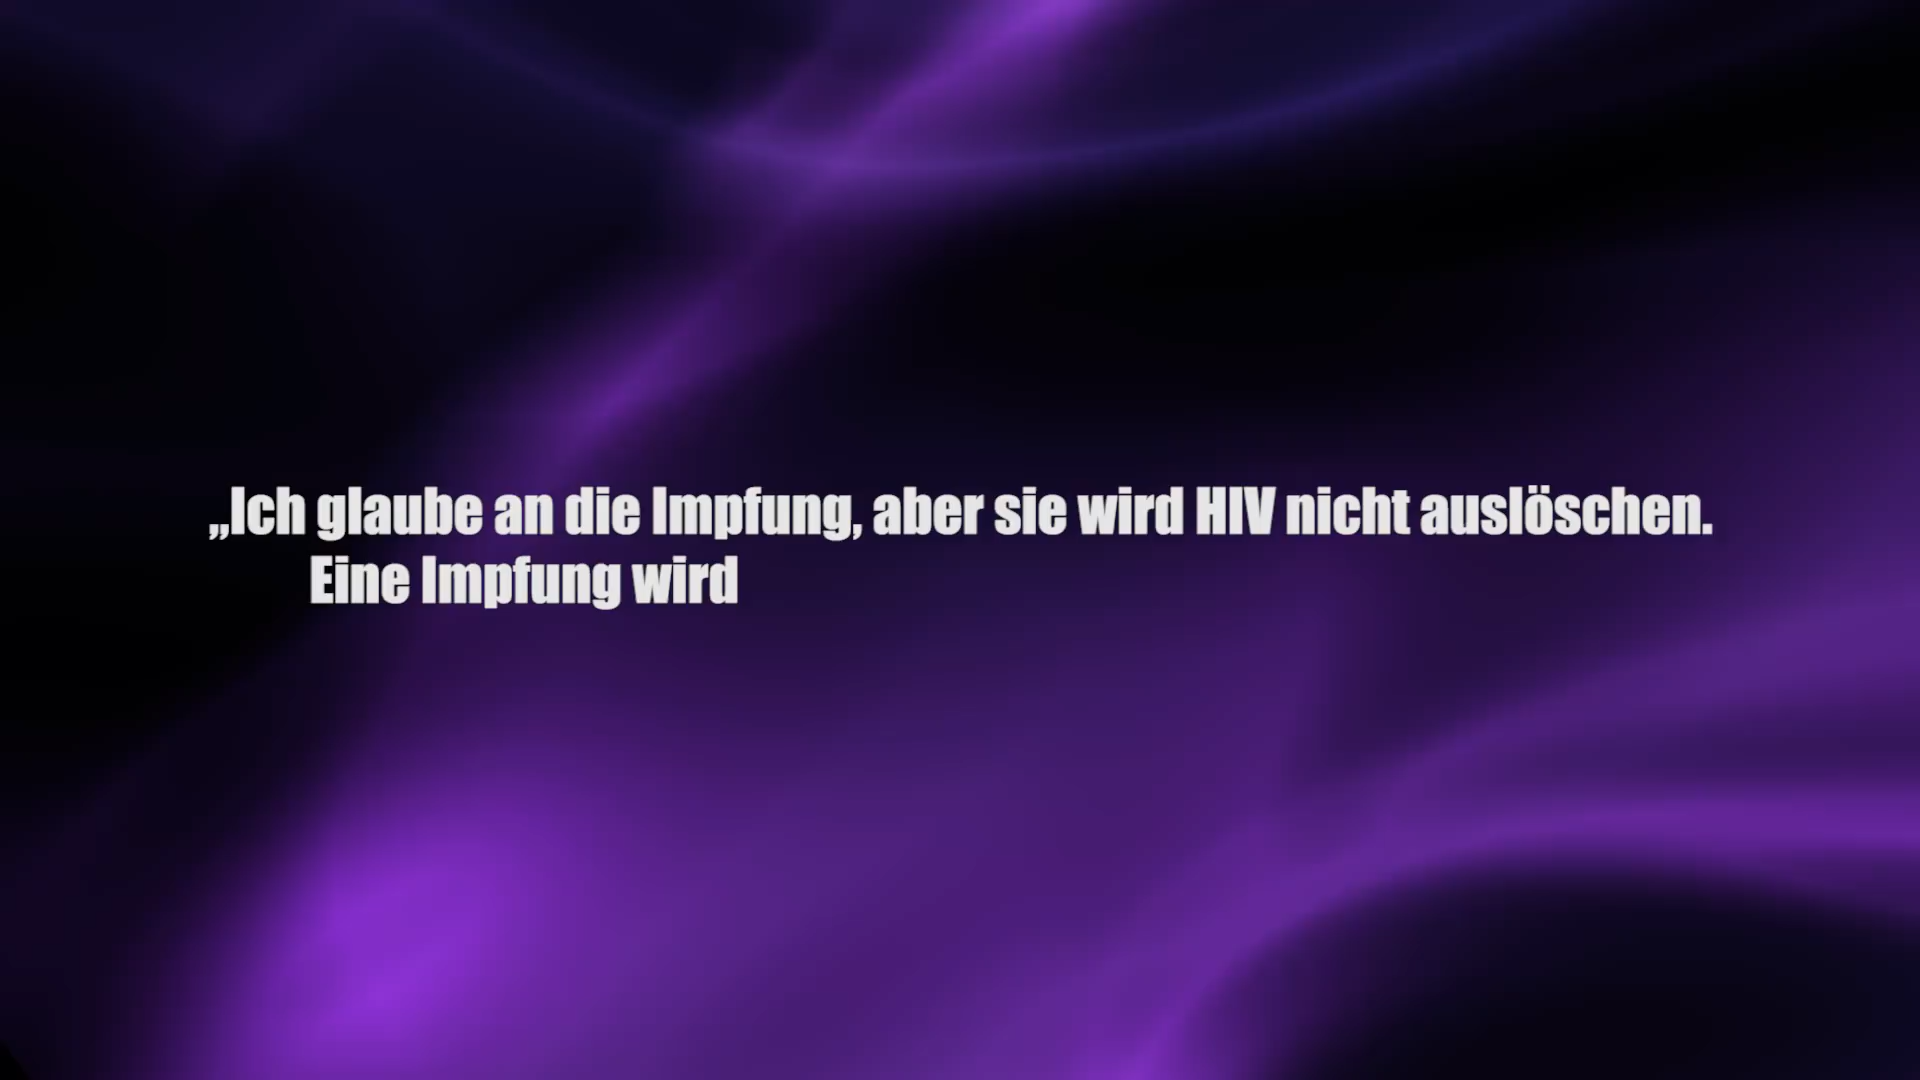 „Ich glaube an die Impfung, aber sie wird HIV nicht auslöschen.
Eine Impfung wird